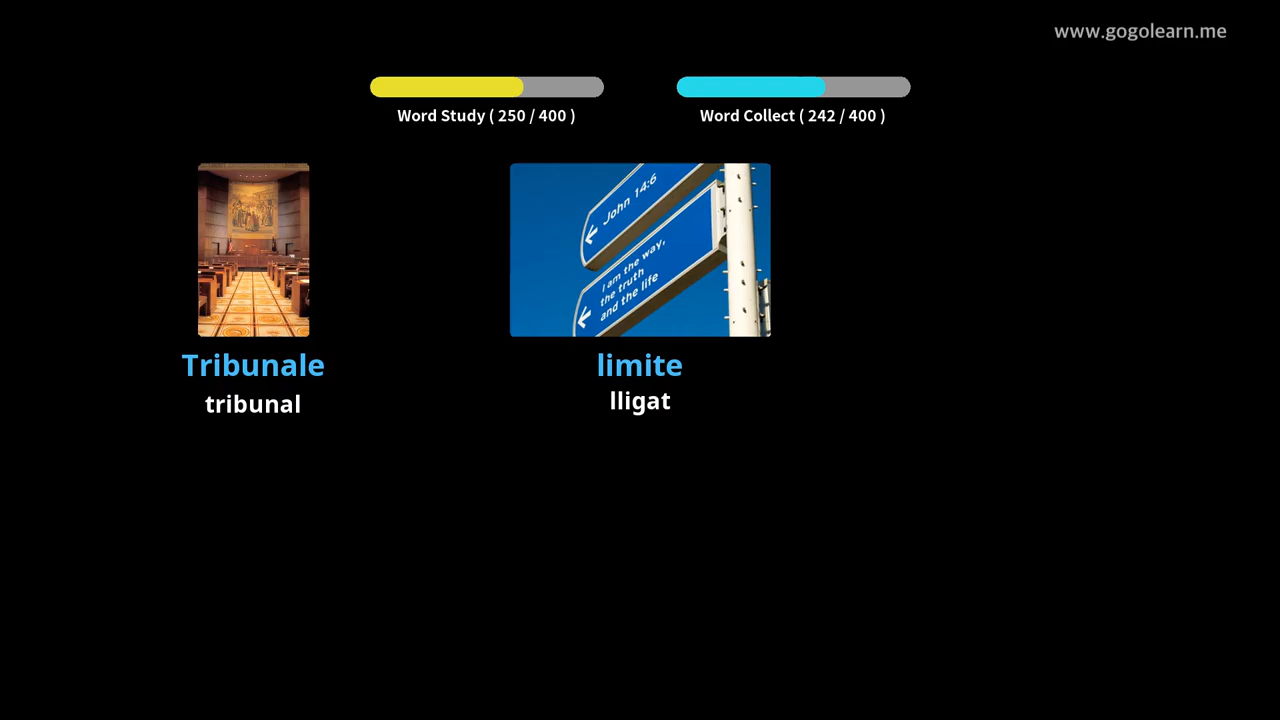 www.gogolearn.me
Word Study ( 250 / 400 )
Word Collect ( 242 / 400 )
John 14:6
I am the way,
the truth
and the life
Tribunale
limite
tribunal
lligat